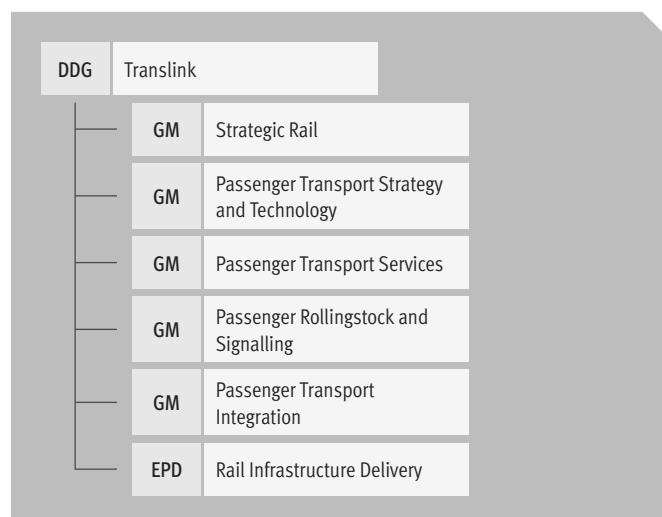 DDG Translink
GM Strategic Rail
GM Passenger Transport Strategy
and Technology
GM Passenger Transport Services
GM Passenger Rollingstock and
Signalling
GM Passenger Transport
Integration
EPD Rail Infrastructure Delivery